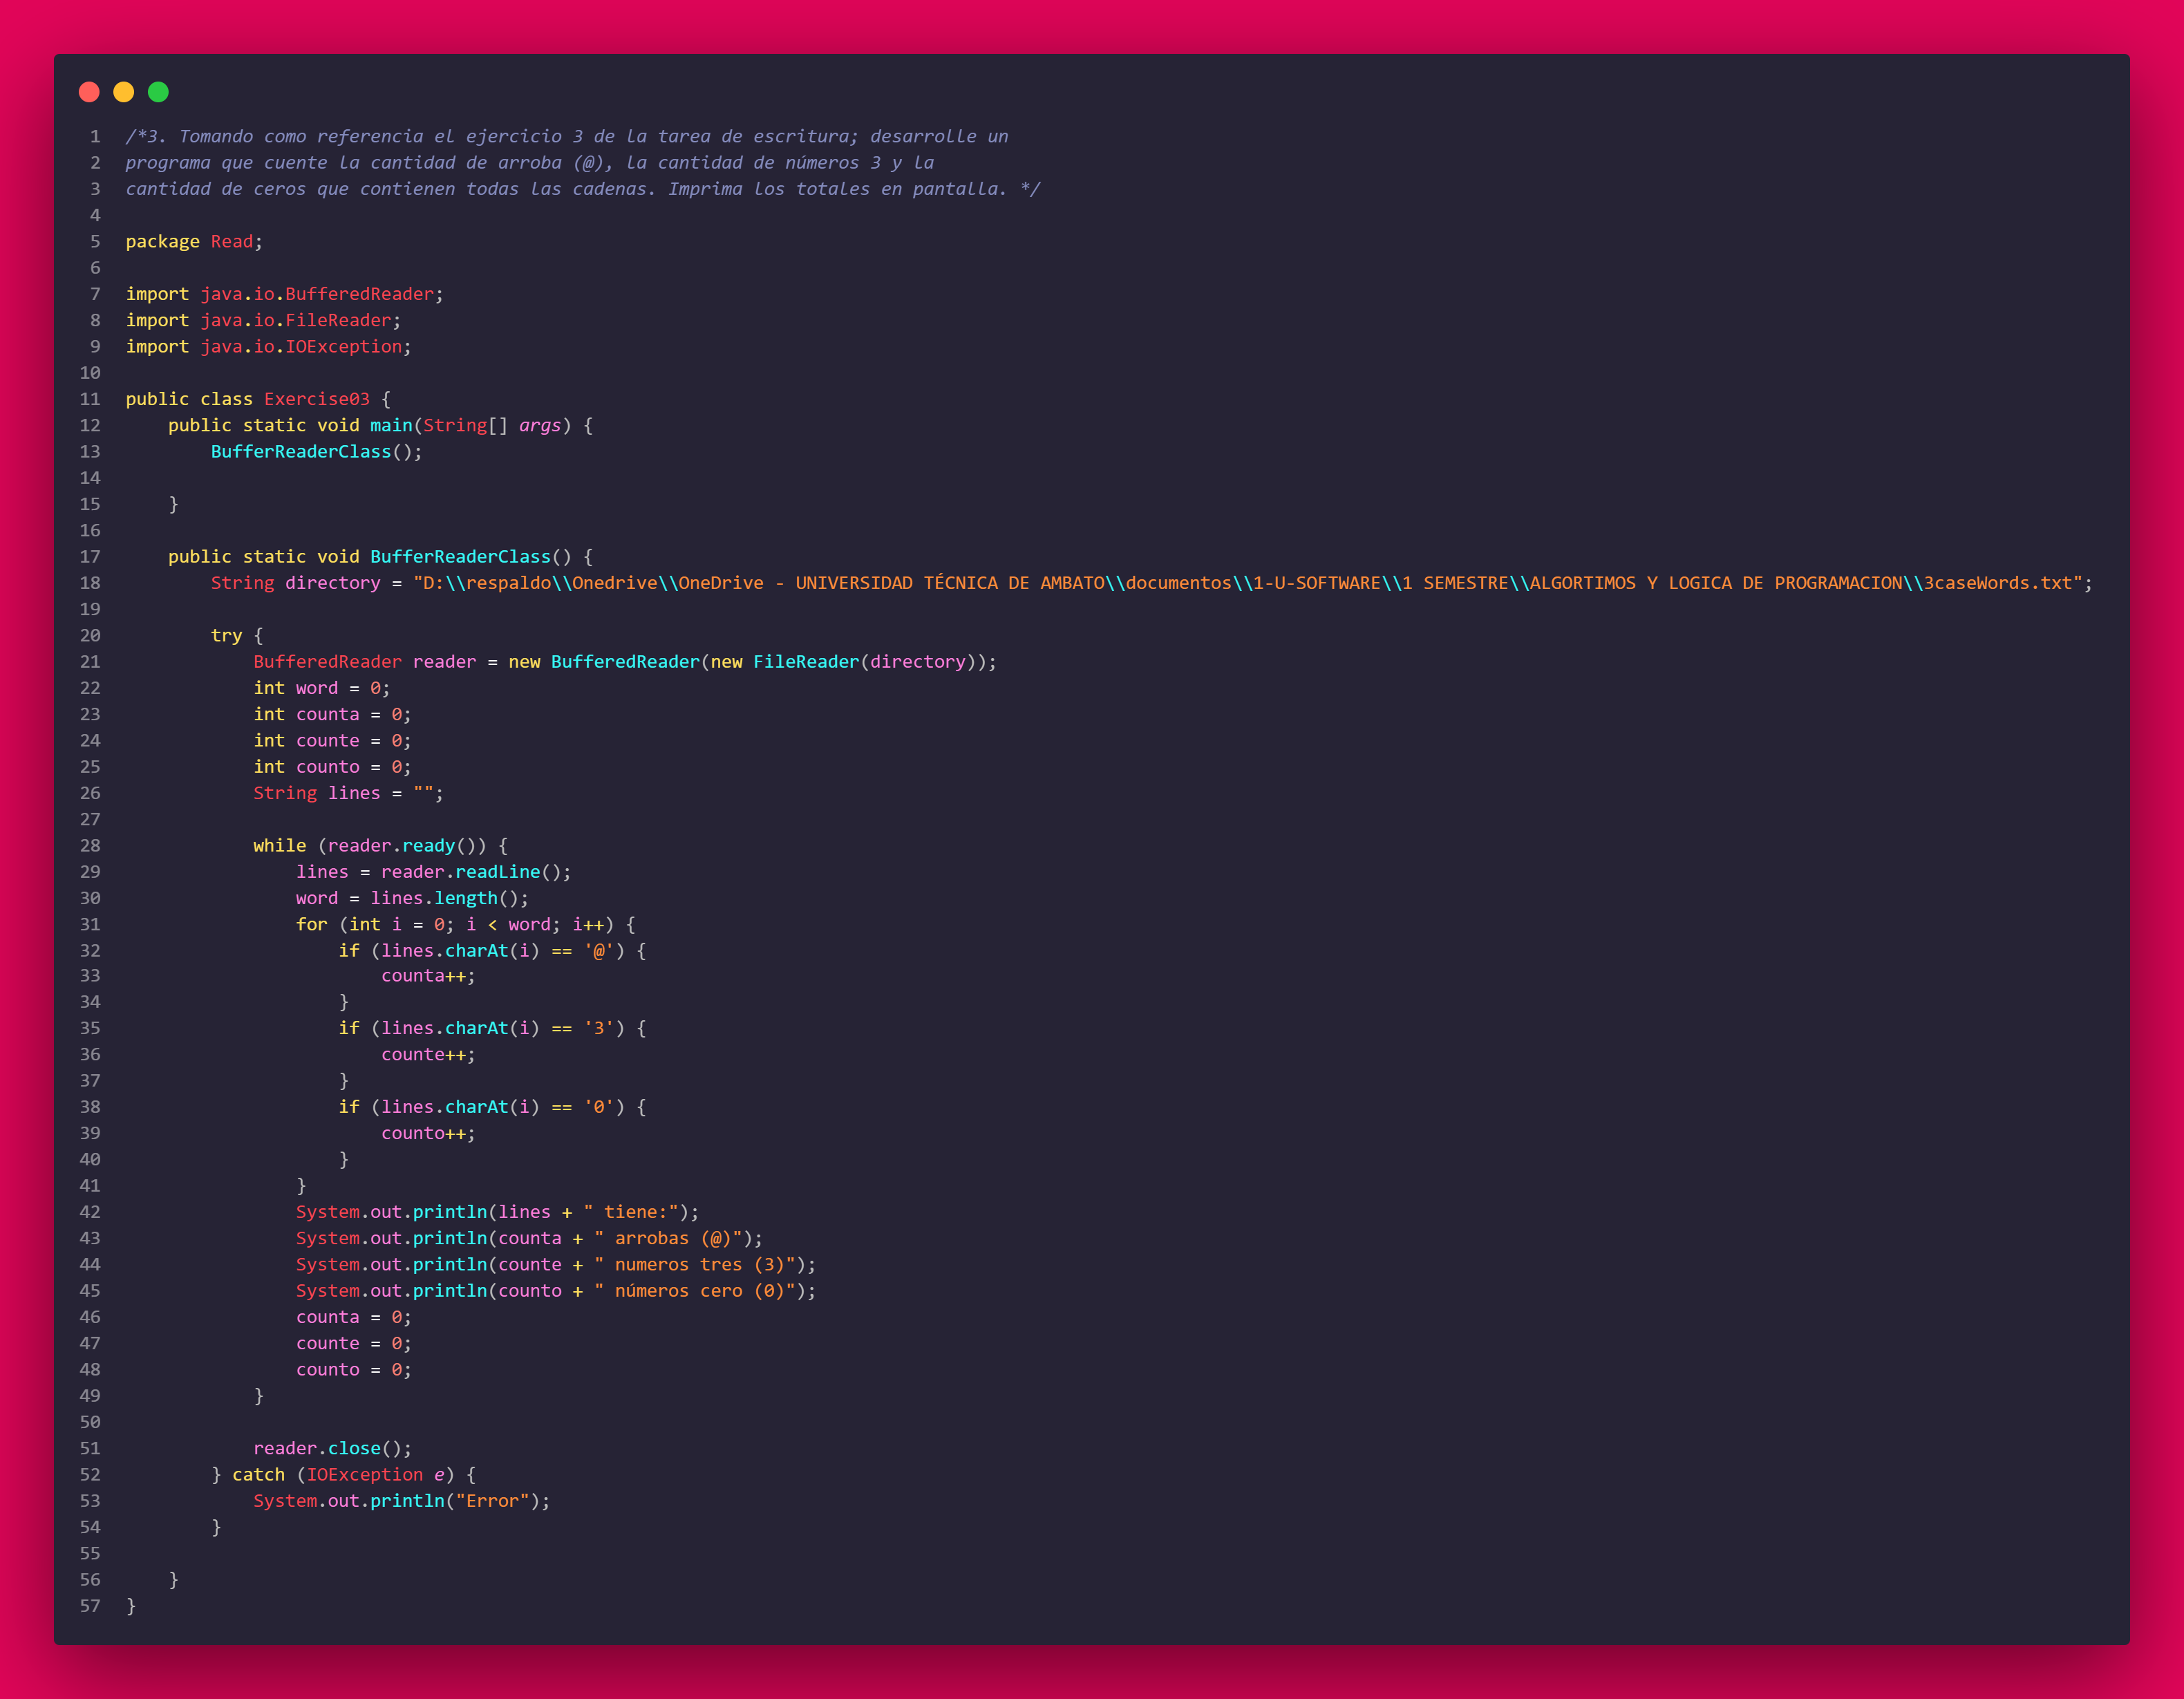 1 /*3. Tomando como referencia el ejercicio 3 de la tarea de escritura; desarrolle un
2 programa que cuente la cantidad de arroba (@), la cantidad de números 3 y la
3 cantidad de ceros que contienen todas las cadenas. Imprima los totales en pantalla. */
4
5 package Read;
6
7 import java.io.BufferedReader;
8 import java.io.FileReader;
9 import java.io.IOException;
10
11 public class Exercise03 {
12     public static void main(String[] args) {
13         BufferReaderClass();
14
15     }
16
17     public static void BufferReaderClass() {
18         String directory = "D:\\respaldo\\Onedrive\\OneDrive - UNIVERSIDAD TÉCNICA DE AMBATO\\documentos\\1-U-SOFTWARE\\1 SEMESTRE\\ALGORTIMOS Y LOGICA DE PROGRAMACION\\3caseWords.txt";
19
20         try {
21             BufferedReader reader = new BufferedReader(new FileReader(directory));
22             int word = 0;
23             int counta = 0;
24             int counte = 0;
25             int counto = 0;
26             String lines = "";
27
28             while (reader.ready()) {
29                 lines = reader.readLine();
30                 word = lines.length();
31                 for (int i = 0; i < word; i++) {
32                     if (lines.charAt(i) == '@') {
33                         counta++;
34                     }
35                     if (lines.charAt(i) == '3') {
36                         counte++;
37                     }
38                     if (lines.charAt(i) == '0') {
39                         counto++;
40                     }
41                 }
42                 System.out.println(lines + " tiene:");
43                 System.out.println(counta + " arrobas (@)");
44                 System.out.println(counte + " numeros tres (3)");
45                 System.out.println(counto + " números cero (0)");
46                 counta = 0;
47                 counte = 0;
48                 counto = 0;
49             }
50
51             reader.close();
52         } catch (IOException e) {
53             System.out.println("Error");
54         }
55
56     }
57 }